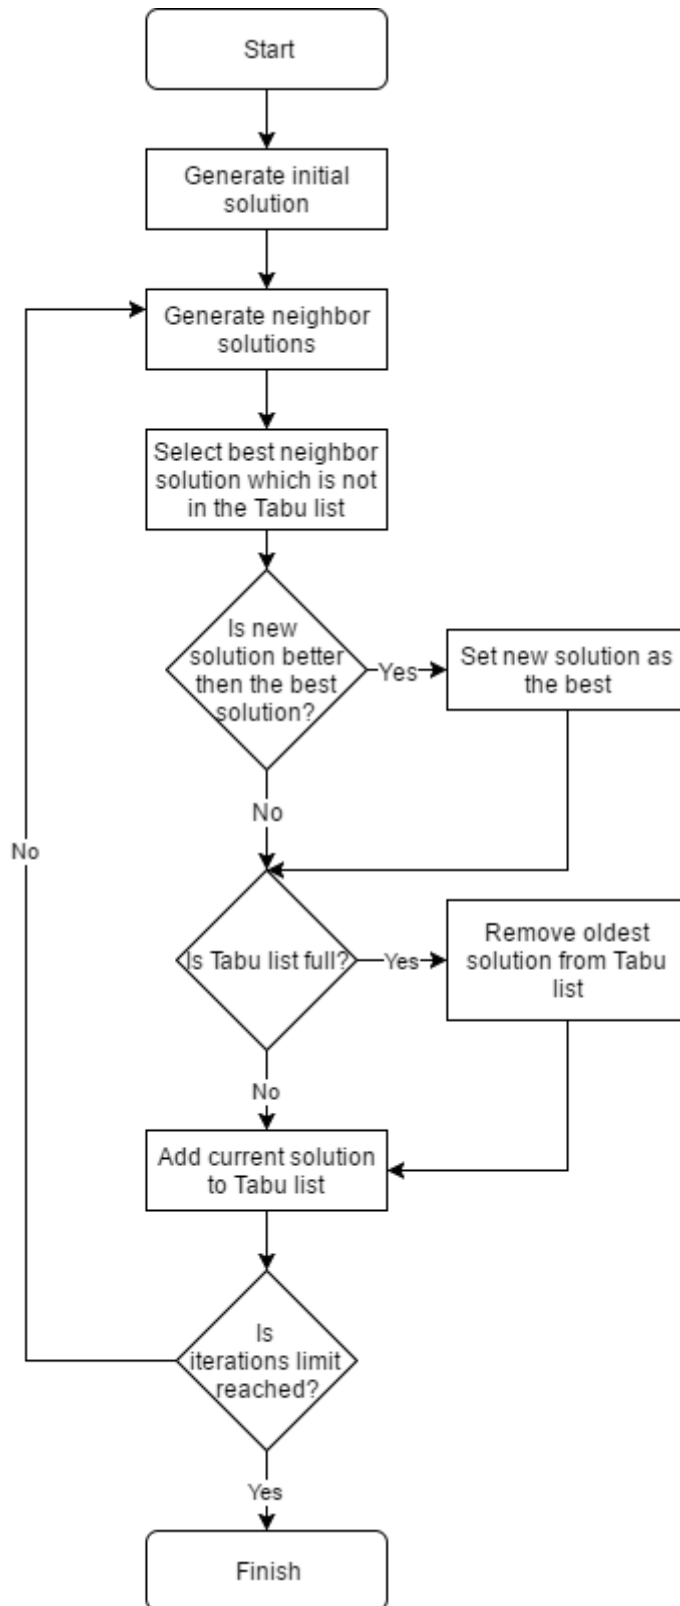 Start
Generate initial
solution
Generate neighbor
solutions
Select best neighbor
solution which is not
in the Tabu list
Is new
solution better
then the best
solution?
Yes
Set new solution as
the best
No
No
Is Tabu list full?
Yes
Remove oldest
solution from Tabu
list
No
Add current solution
to Tabu list
Is
iterations limit
reached?
Yes
Finish